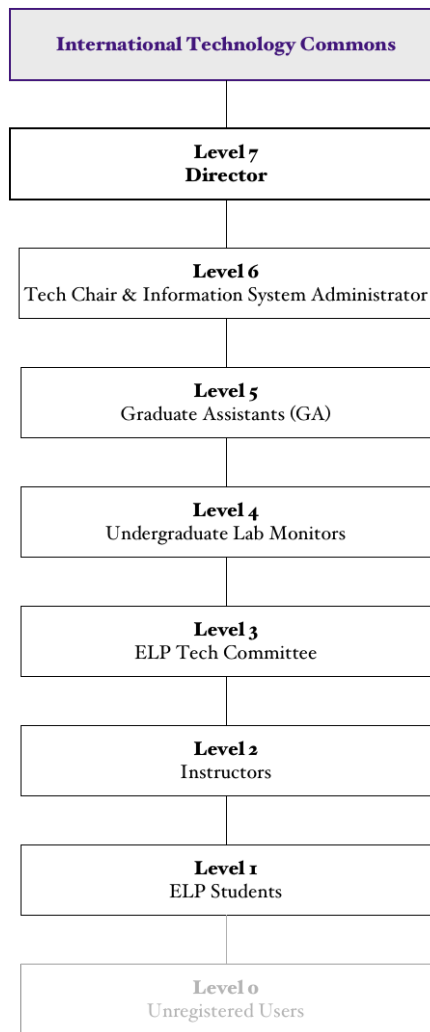 International Technology Commons
Level 7
Director
Level 6
Tech Chair & Information System Administrator
Level 5
Graduate Assistants (GA)
Level 4
Undergraduate Lab Monitors
Level 3
ELP Tech Committee
Level 2
Instructors
Level 1
ELP Students
Level 0
Unregistered Users